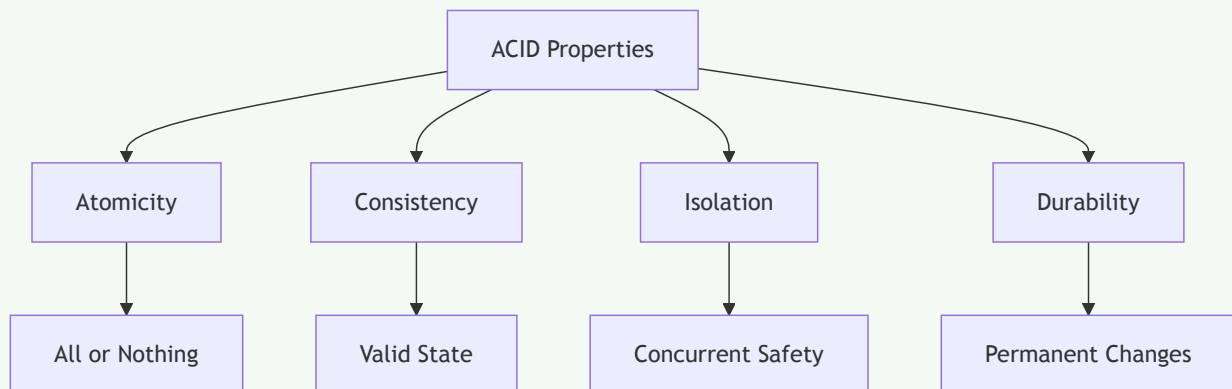 ACID Properties
Atomicity
Consistency
Isolation
Durability
All or Nothing
Valid State
Concurrent Safety
Permanent Changes